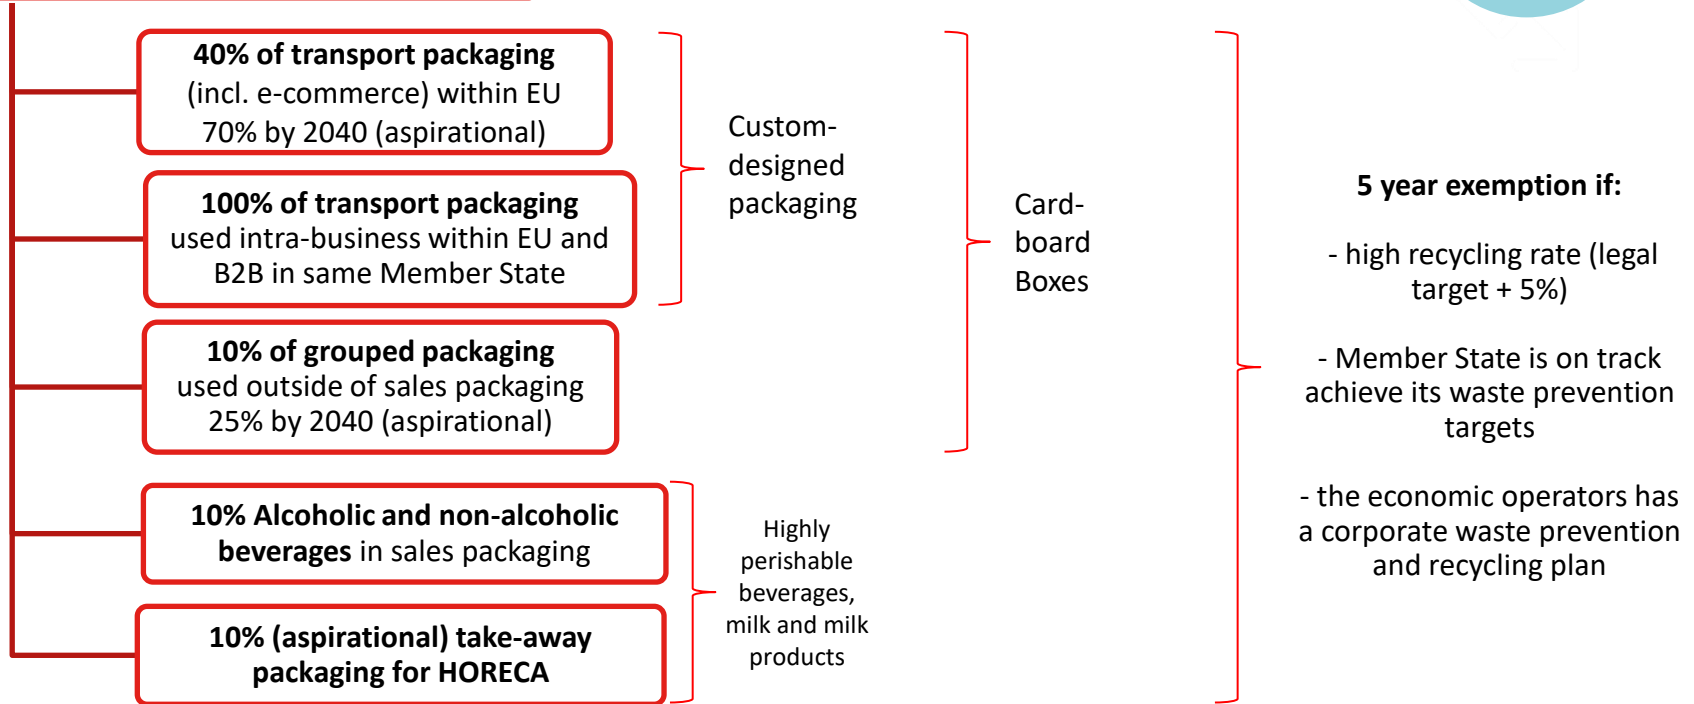 40% of transport packaging
(incl. e-commerce) within EU
70% by 2040 (aspirational)
100% of transport packaging
used intra-business within EU and
B2B in same Member State
10% of grouped packaging
used outside of sales packaging
25% by 2040 (aspirational)
10% Alcoholic and non-alcoholic
beverages in sales packaging
10% (aspirational) take-away
packaging for HORECA
Custom-
designed
packaging
Highly
perishable
beverages,
milk and milk
products
Card-
board
Boxes
5 year exemption if:
- high recycling rate (legal
target + 5%)
- Member State is on track
achieve its waste prevention
targets
- the economic operators has
a corporate waste prevention
and recycling plan